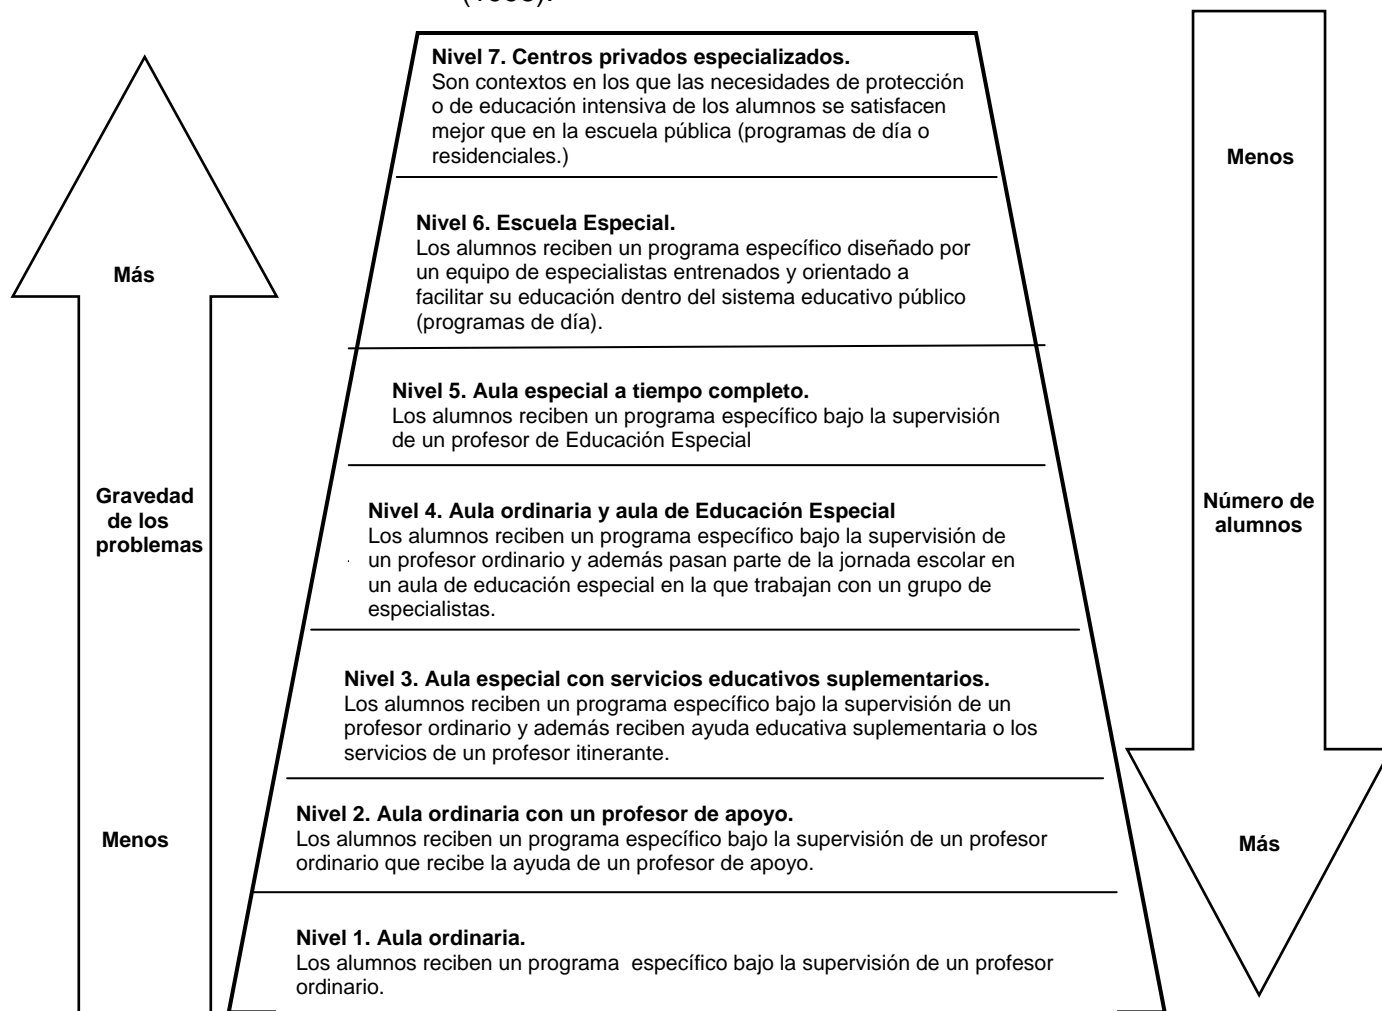 Nivel 7. Centros privados especializados.
Son contextos en los que las necesidades de protección
o de educación intensiva de los alumnos se satisfacen
mejor que en la escuela pública (programas de día o
residenciales.)
Menos
Nivel 6. Escuela Especial.
Los alumnos reciben un programa específico diseñado por
un equipo de especialistas entrenados y orientado a
facilitar su educación dentro del sistema educativo público
(programas de día).
Más
Nivel 5. Aula especial a tiempo completo.
Los alumnos reciben un programa específico bajo la supervisión
de un profesor de Educación Especial
Gravedad
de los
problemas
Nivel 4. Aula ordinaria y aula de Educación Especial
Los alumnos reciben un programa específico bajo la supervisión de
un profesor ordinario y además pasan parte de la jornada escolar en
un aula de educación especial en la que trabajan con un grupo de
especialistas.
Número de
alumnos
Nivel 3. Aula especial con servicios educativos suplementarios.
Los alumnos reciben un programa específico bajo la supervisión de un
profesor ordinario y además reciben ayuda educativa suplementaria o los
servicios de un profesor itinerante.
Menos
Nivel 2. Aula ordinaria con un profesor de apoyo.
Los alumnos reciben un programa específico bajo la supervisión de un profesor
ordinario que recibe la ayuda de un profesor de apoyo.
Más
Nivel 1. Aula ordinaria.
Los alumnos reciben un programa específico bajo la supervisión de un profesor
ordinario.